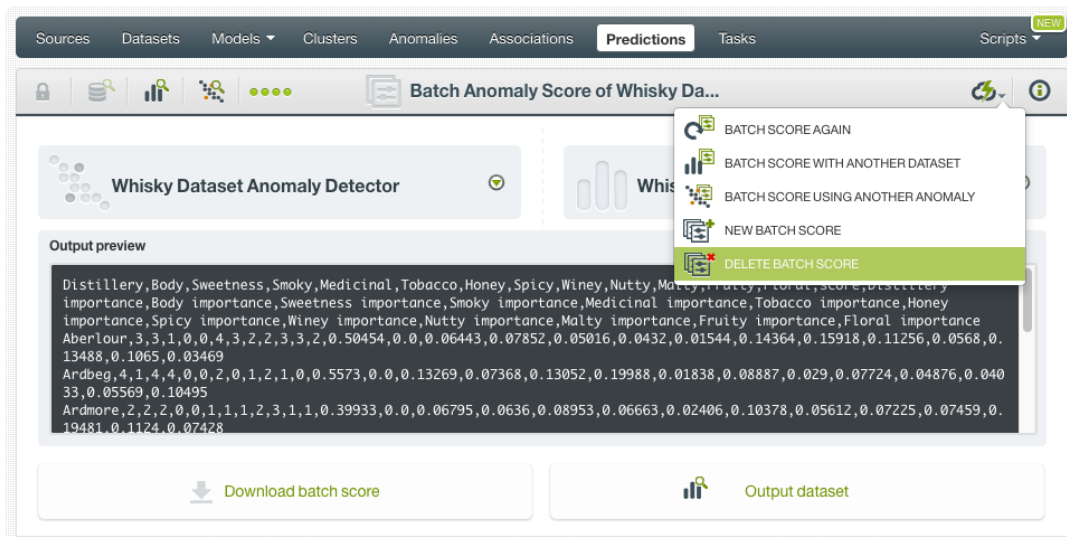 NEW
Sources Datasets Models Clusters Anomalies Associations Predictions Tasks Scripts
Batch Anomaly Score of Whisky Da...
BATCH SCORE AGAIN
BATCH SCORE WITH ANOTHER DATASET
BATCH SCORE USING ANOTHER ANOMALY
NEW BATCH SCORE
DELETE BATCH SCORE
Whisky Dataset Anomaly Detector
Whis
Output preview
Distillery,Body,Sweetness,Smoky,Medicinal,Tobacco,Honey,Spicy,Winey,Nutty,Malty,Fruity,Floral,score,Distillery
importance,Body importance,Sweetness importance,Smoky importance,Medicinal importance,Tobacco importance,Honey
importance,Spicy importance,Winey importance,Nutty importance,Malty importance,Fruity importance,Floral importance
Aberlour,3,3,1,0,0,4,3,2,2,3,3,2,0.50454,0.0,0.06443,0.07852,0.05016,0.0432,0.01544,0.14364,0.15918,0.11256,0.0568,0.
13488,0.1065,0.03469
Ardbeg,4,1,4,4,0,0,2,0,1,2,1,0,0.5573,0.0,0.13269,0.07368,0.13052,0.19988,0.01838,0.08887,0.029,0.07724,0.04876,0.040
33,0.05569,0.10495
Ardmore,2,2,2,0,0,1,1,1,2,3,1,1,0.39933,0.0,0.06795,0.0636,0.08953,0.06663,0.02406,0.10378,0.05612,0.07225,0.07459,0.
19481,0.1124,0.07428
Download batch score
Output dataset